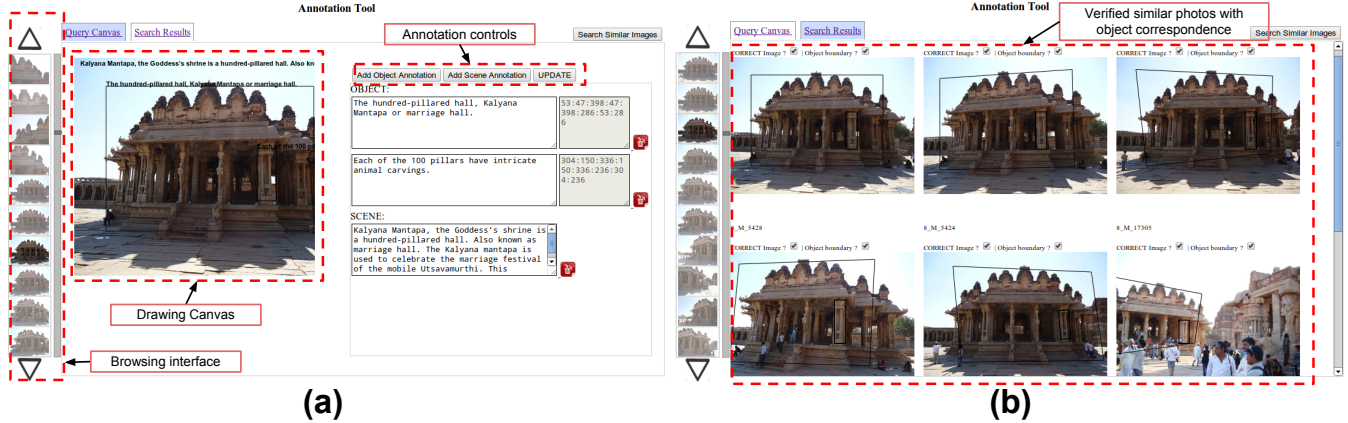 Annotation Tool
Query Canvas
Search Results
Annotation controls
Search Similar Images
Add Object Annotation
Add Scene Annotation
UPDATE
Kalyana Mantapa, the Goddess's shrine is a hundred-pillared hall. Also kn
The hundred-pillared hall, Kalyana Mantapa or marriage hall.
Each of the 100 pi
OBJECT:
The hundred-pillared hall, Kalyana
Mantapa or marriage hall.
53:47:398:47:
398:286:53:28
6
Each of the 100 pillars have intricate
animal carvings.
304:150:336:1
50:336:236:30
4:236
SCENE:
Kalyana Mantapa, the Goddess's shrine is
a hundred-pillared hall. Also known as
marriage hall. The Kalyana mantapa is
used to celebrate the marriage festival
of the mobile Utsavamurthi. This
Drawing Canvas
Browsing interface
(a)
Annotation Tool
Verified similar photos with
object correspondence
Query Canvas
Search Results
Search Similar Images
CORRECT Image ? | Object boundary ?
CORRECT Image ? | Object boundary ?
CORRECT Image ? | Object boundary ?
8_M_5428
8_M_5424
8_M_17305
CORRECT Image ? | Object boundary ?
CORRECT Image ? | Object boundary ?
CORRECT Image ? | Object boundary ?
(b)